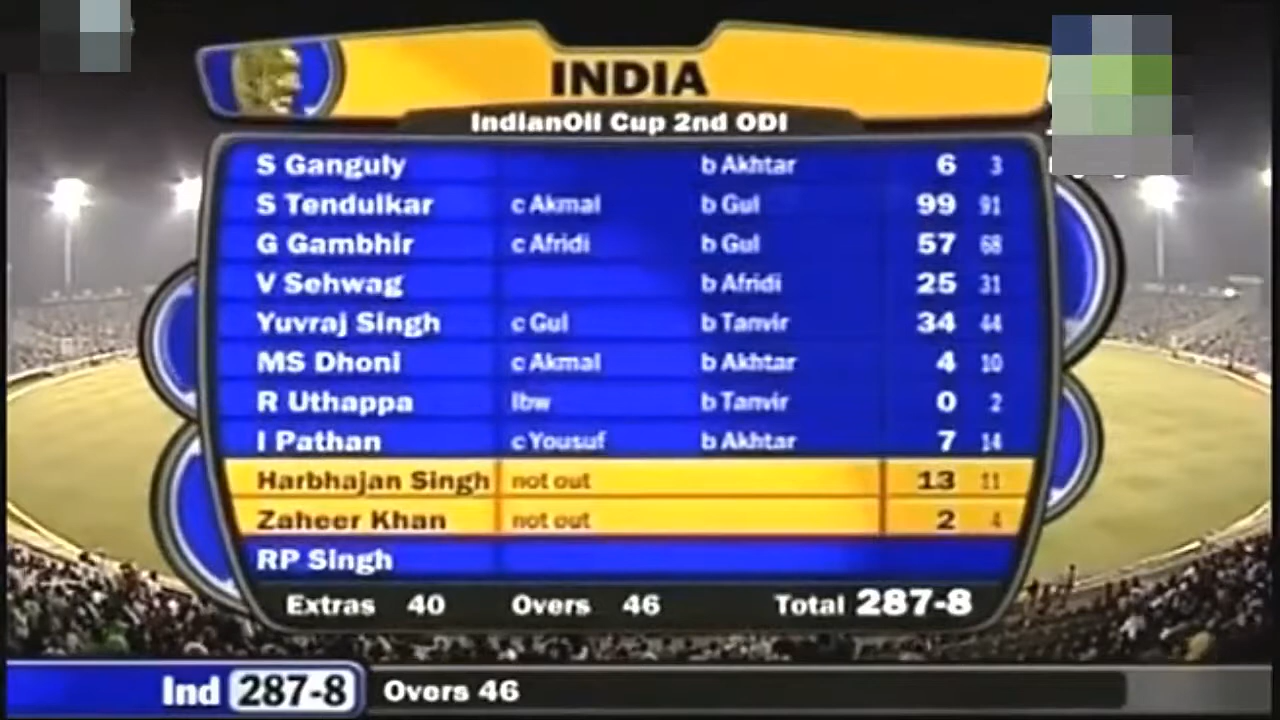 INDIA
IndianOil Cup 2nd ODI
S Ganguly b Akhtar 6 3
S Tendulkar c Akmal b Gul 99 91
G Gambhir c Afridi b Gul 57 68
V Sehwag b Afridi 25 31
Yuvraj Singh c Gul b Tanvir 34 44
MS Dhoni c Akmal b Akhtar 4 10
R Uthappa lbw b Tanvir 0 2
I Pathan c Yousuf b Akhtar 7 14
Harbhajan Singh not out 13 11
Zaheer Khan not out 2 4
RP Singh
Extras 40 Overs 46 Total 287-8
Ind 287-8 Overs 46